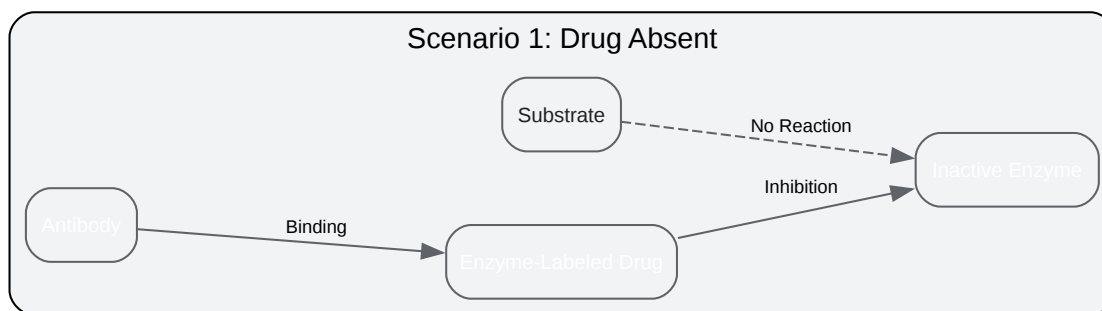 Scenario 1: Drug Absent
Substrate
No Reaction
Inactive Enzyme
Inhibition
Antibody
Binding
Enzyme-Labeled Drug